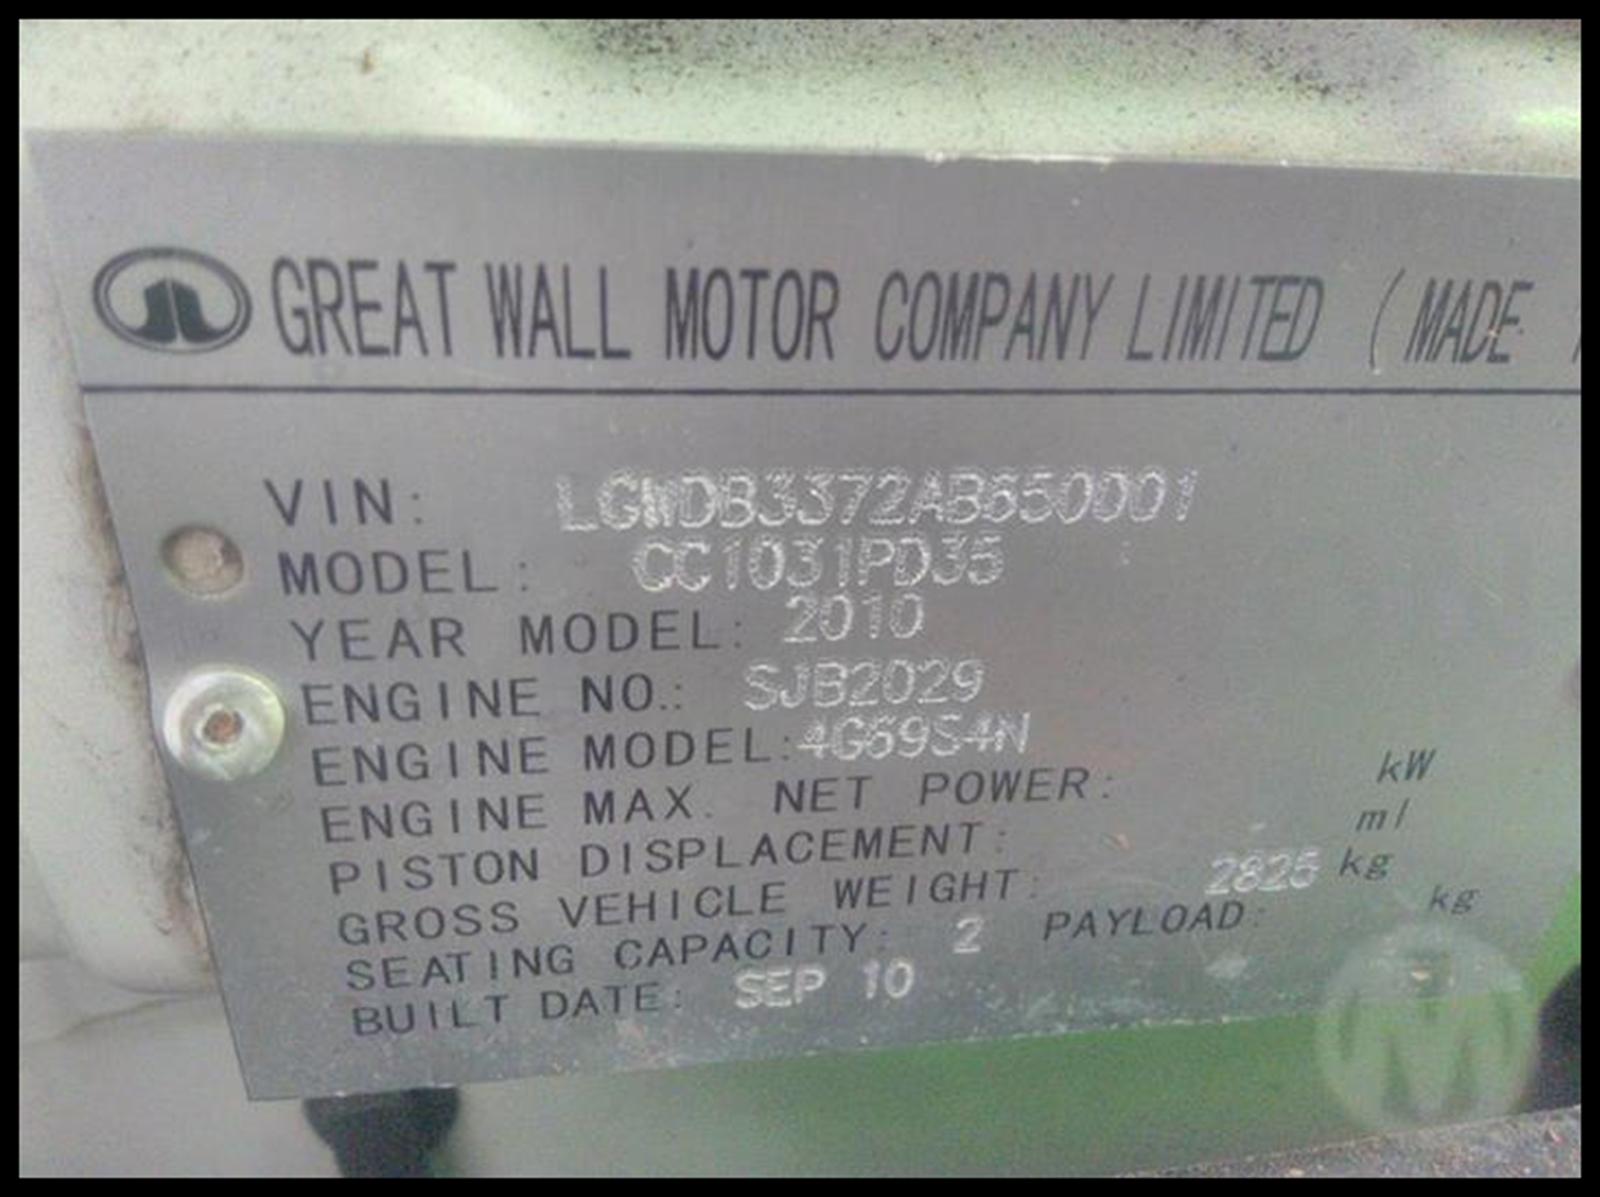 GREAT WALL MOTOR COMPANY LIMITED (MADE
VIN: LGWDB3372AB650001
MODEL: CC1031PD35
YEAR MODEL: 2010
ENGINE NO.: SJB2029
ENGINE MODEL: 4G69S4N
ENGINE MAX. NET POWER: kW
PISTON DISPLACEMENT: ml
GROSS VEHICLE WEIGHT: 2825 kg
SEATING CAPACITY: 2 PAYLOAD: kg
BUILT DATE: SEP 10
M